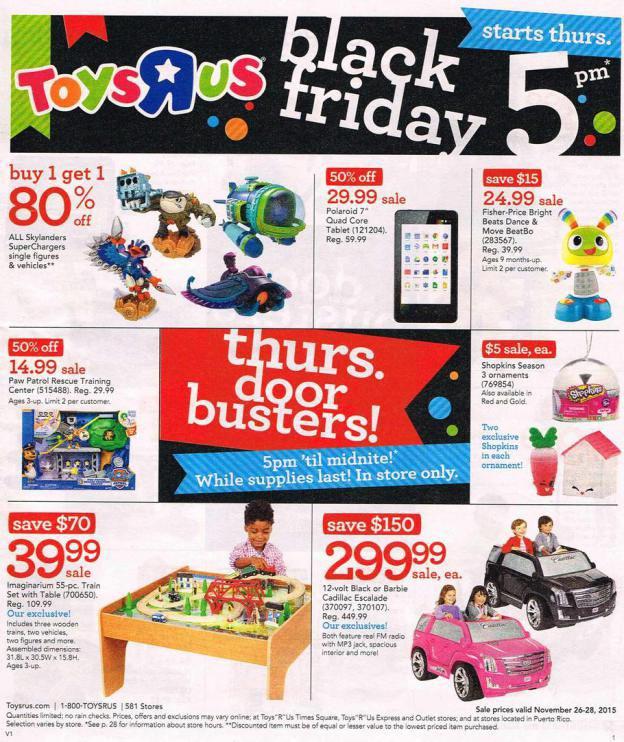 TOYSЯUS®
black
friday
starts thurs.
5 pm*
buy 1 get 1
80%
off
ALL Skylanders
SuperChargers
single figures
& vehicles**
50% off
29.99 sale
Polaroid 7"
Quad Core
Tablet (121204).
Reg. 59.99
save $15
24.99 sale
Fisher-Price Bright
Beats Dance &
Move BeatBo
(283567).
Reg. 39.99
Ages 9 months-up.
Limit 2 per customer.
50% off
14.99 sale
Paw Patrol Rescue Training
Center (515488). Reg. 29.99
Ages 3-up. Limit 2 per customer.
thurs.
door
busters!
5pm 'til midnite!*
While supplies last! In store only.
$5 sale, ea.
Shopkins Season
3 ornaments
(769854)
Also available in
Red and Gold.
Shopkins
Two
exclusive
Shopkins
in each
ornament!
save $70
39.99
sale
Imaginarium 55-pc. Train
Set with Table (700650).
Reg. 109.99
Our exclusive!
Includes three wooden
trains, two vehicles,
two figures and more.
Assembled dimensions:
31.8L x 30.5W x 15.8H.
Ages 3-up.
save $150
299.99
sale, ea.
12-volt Black or Barbie
Cadillac Escalade
(370097, 370107).
Reg. 449.99
Our exclusives!
Both feature real FM radio
with MP3 jack, spacious
interior and more!
Toysrus.com | 1-800-TOYSRUS | 581 Stores
Sale prices valid November 26-28, 2015
Quantities limited; no rain checks. Prices, offers and exclusions may vary online; at Toys"R"Us Times Square, Toys"R"Us Express and Outlet stores; and at stores located in Puerto Rico.
Selection varies by store. *See p. 28 for information about store hours. **Discounted item must be of equal or lesser value to the lowest priced item purchased.
V1
1